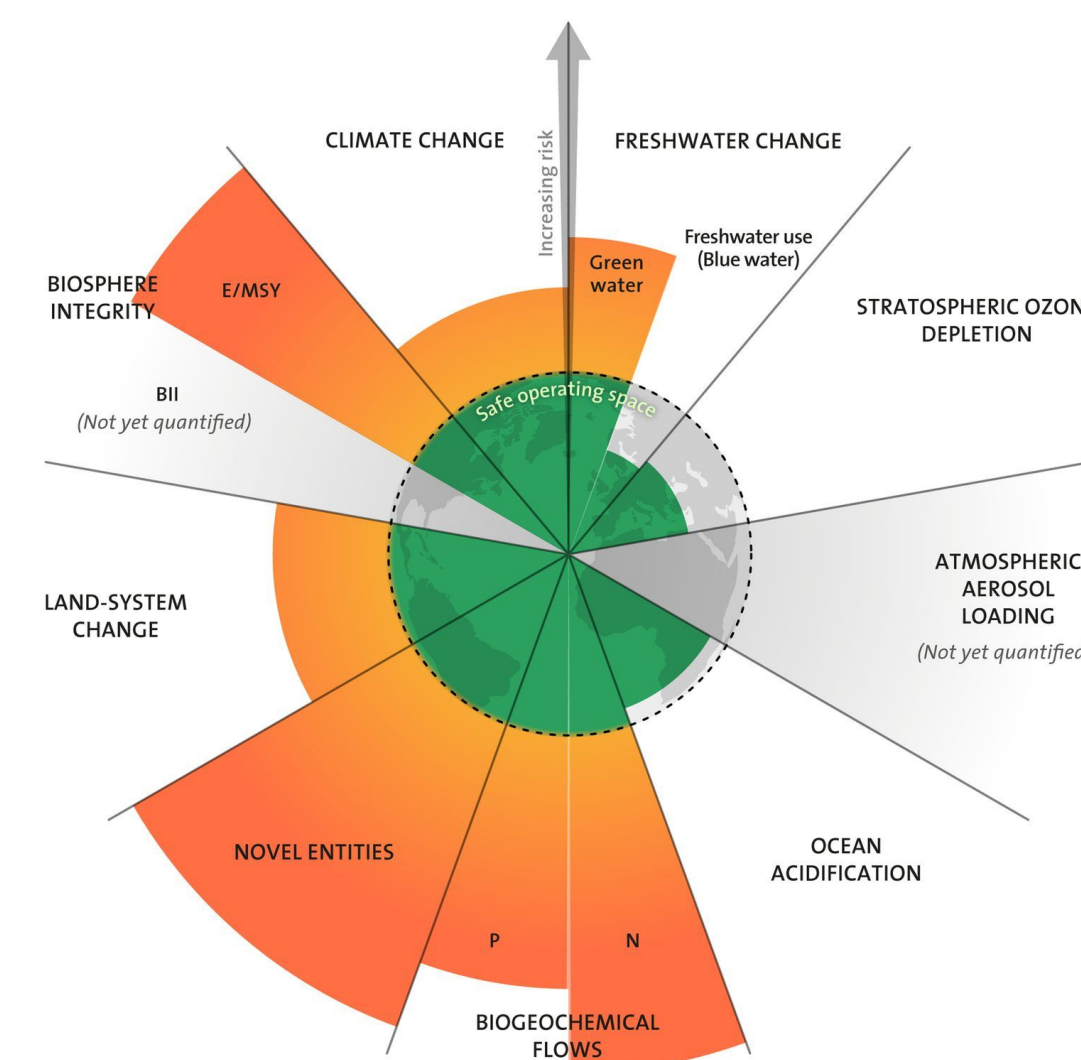 CLIMATE CHANGE
FRESHWATER CHANGE
Increasing risk
Freshwater use
(Blue water)
Green
water
BIOSPHERE
INTEGRITY
E/MSY
STRATOSPHERIC OZON
DEPLETION
BII
(Not yet quantified)
Safe operating space
ATMOSPHERIC
AEROSOL
LOADING
(Not yet quantified
LAND-SYSTEM
CHANGE
NOVEL ENTITIES
OCEAN
ACIDIFICATION
P
N
BIOGEOCHEMICAL
FLOWS